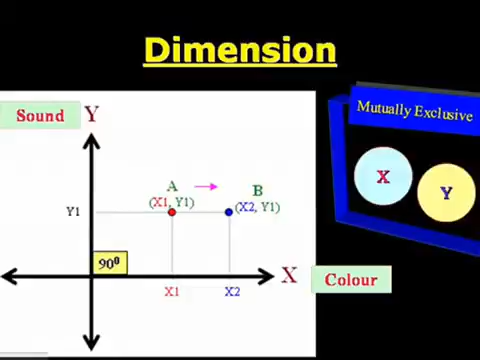 Dimension
Sound
Y
Mutually Exclusive
X
Y
A
B
(X1, Y1)
(X2, Y1)
Y1
90⁰
X
Colour
X1
X2